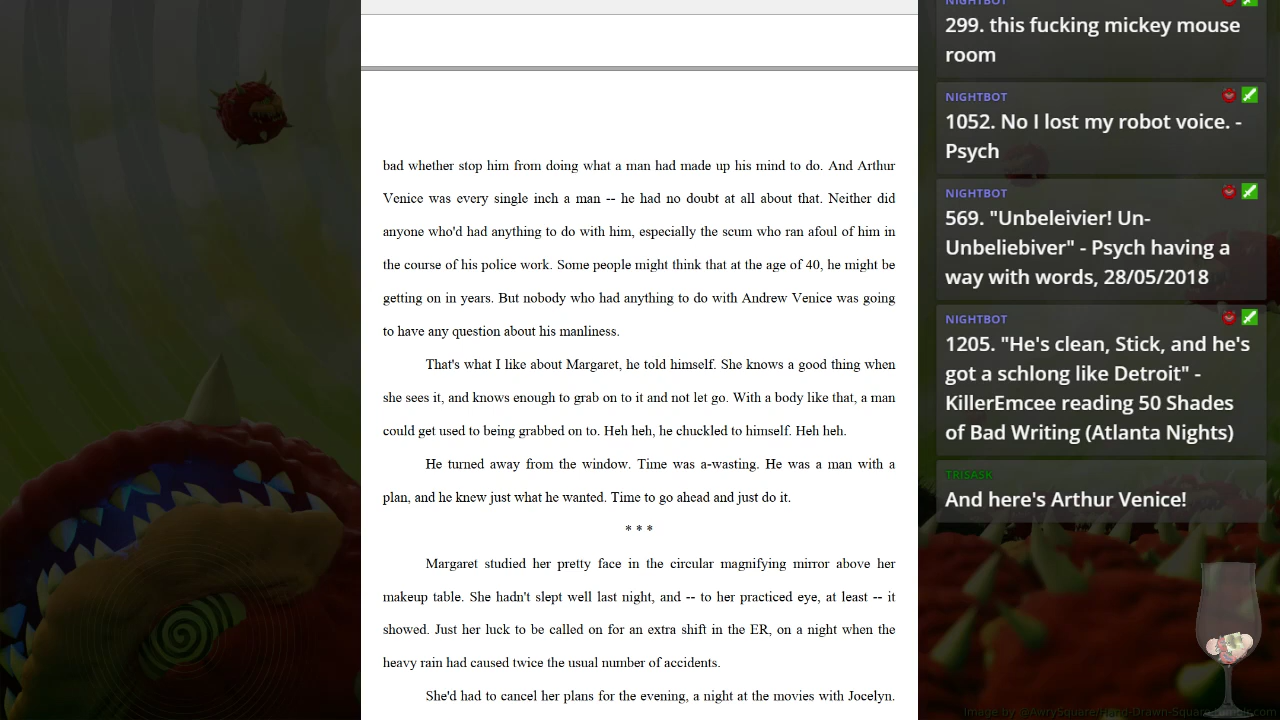 bad whether stop him from doing what a man had made up his mind to do. And Arthur
Venice was every single inch a man -- he had no doubt at all about that. Neither did
anyone who'd had anything to do with him, especially the scum who ran afoul of him in
the course of his police work. Some people might think that at the age of 40, he might be
getting on in years. But nobody who had anything to do with Andrew Venice was going
to have any question about his manliness.
That's what I like about Margaret, he told himself. She knows a good thing when
she sees it, and knows enough to grab on to it and not let go. With a body like that, a man
could get used to being grabbed on to. Heh heh, he chuckled to himself. Heh heh.
He turned away from the window. Time was a-wasting. He was a man with a
plan, and he knew just what he wanted. Time to go ahead and just do it.
* * *
Margaret studied her pretty face in the circular magnifying mirror above her
makeup table. She hadn't slept well last night, and -- to her practiced eye, at least -- it
showed. Just her luck to be called on for an extra shift in the ER, on a night when the
heavy rain had caused twice the usual number of accidents.
She'd had to cancel her plans for the evening, a night at the movies with Jocelyn.
NIGHTBOT
299. this fucking mickey mouse
room
NIGHTBOT
1052. No I lost my robot voice. -
Psych
NIGHTBOT
569. "Unbeleivier! Un-
Unbeliebiver" - Psych having a
way with words, 28/05/2018
NIGHTBOT
1205. "He's clean, Stick, and he's
got a schlong like Detroit" -
KillerEmcee reading 50 Shades
of Bad Writing (Atlanta Nights)
TRISASK
And here's Arthur Venice!